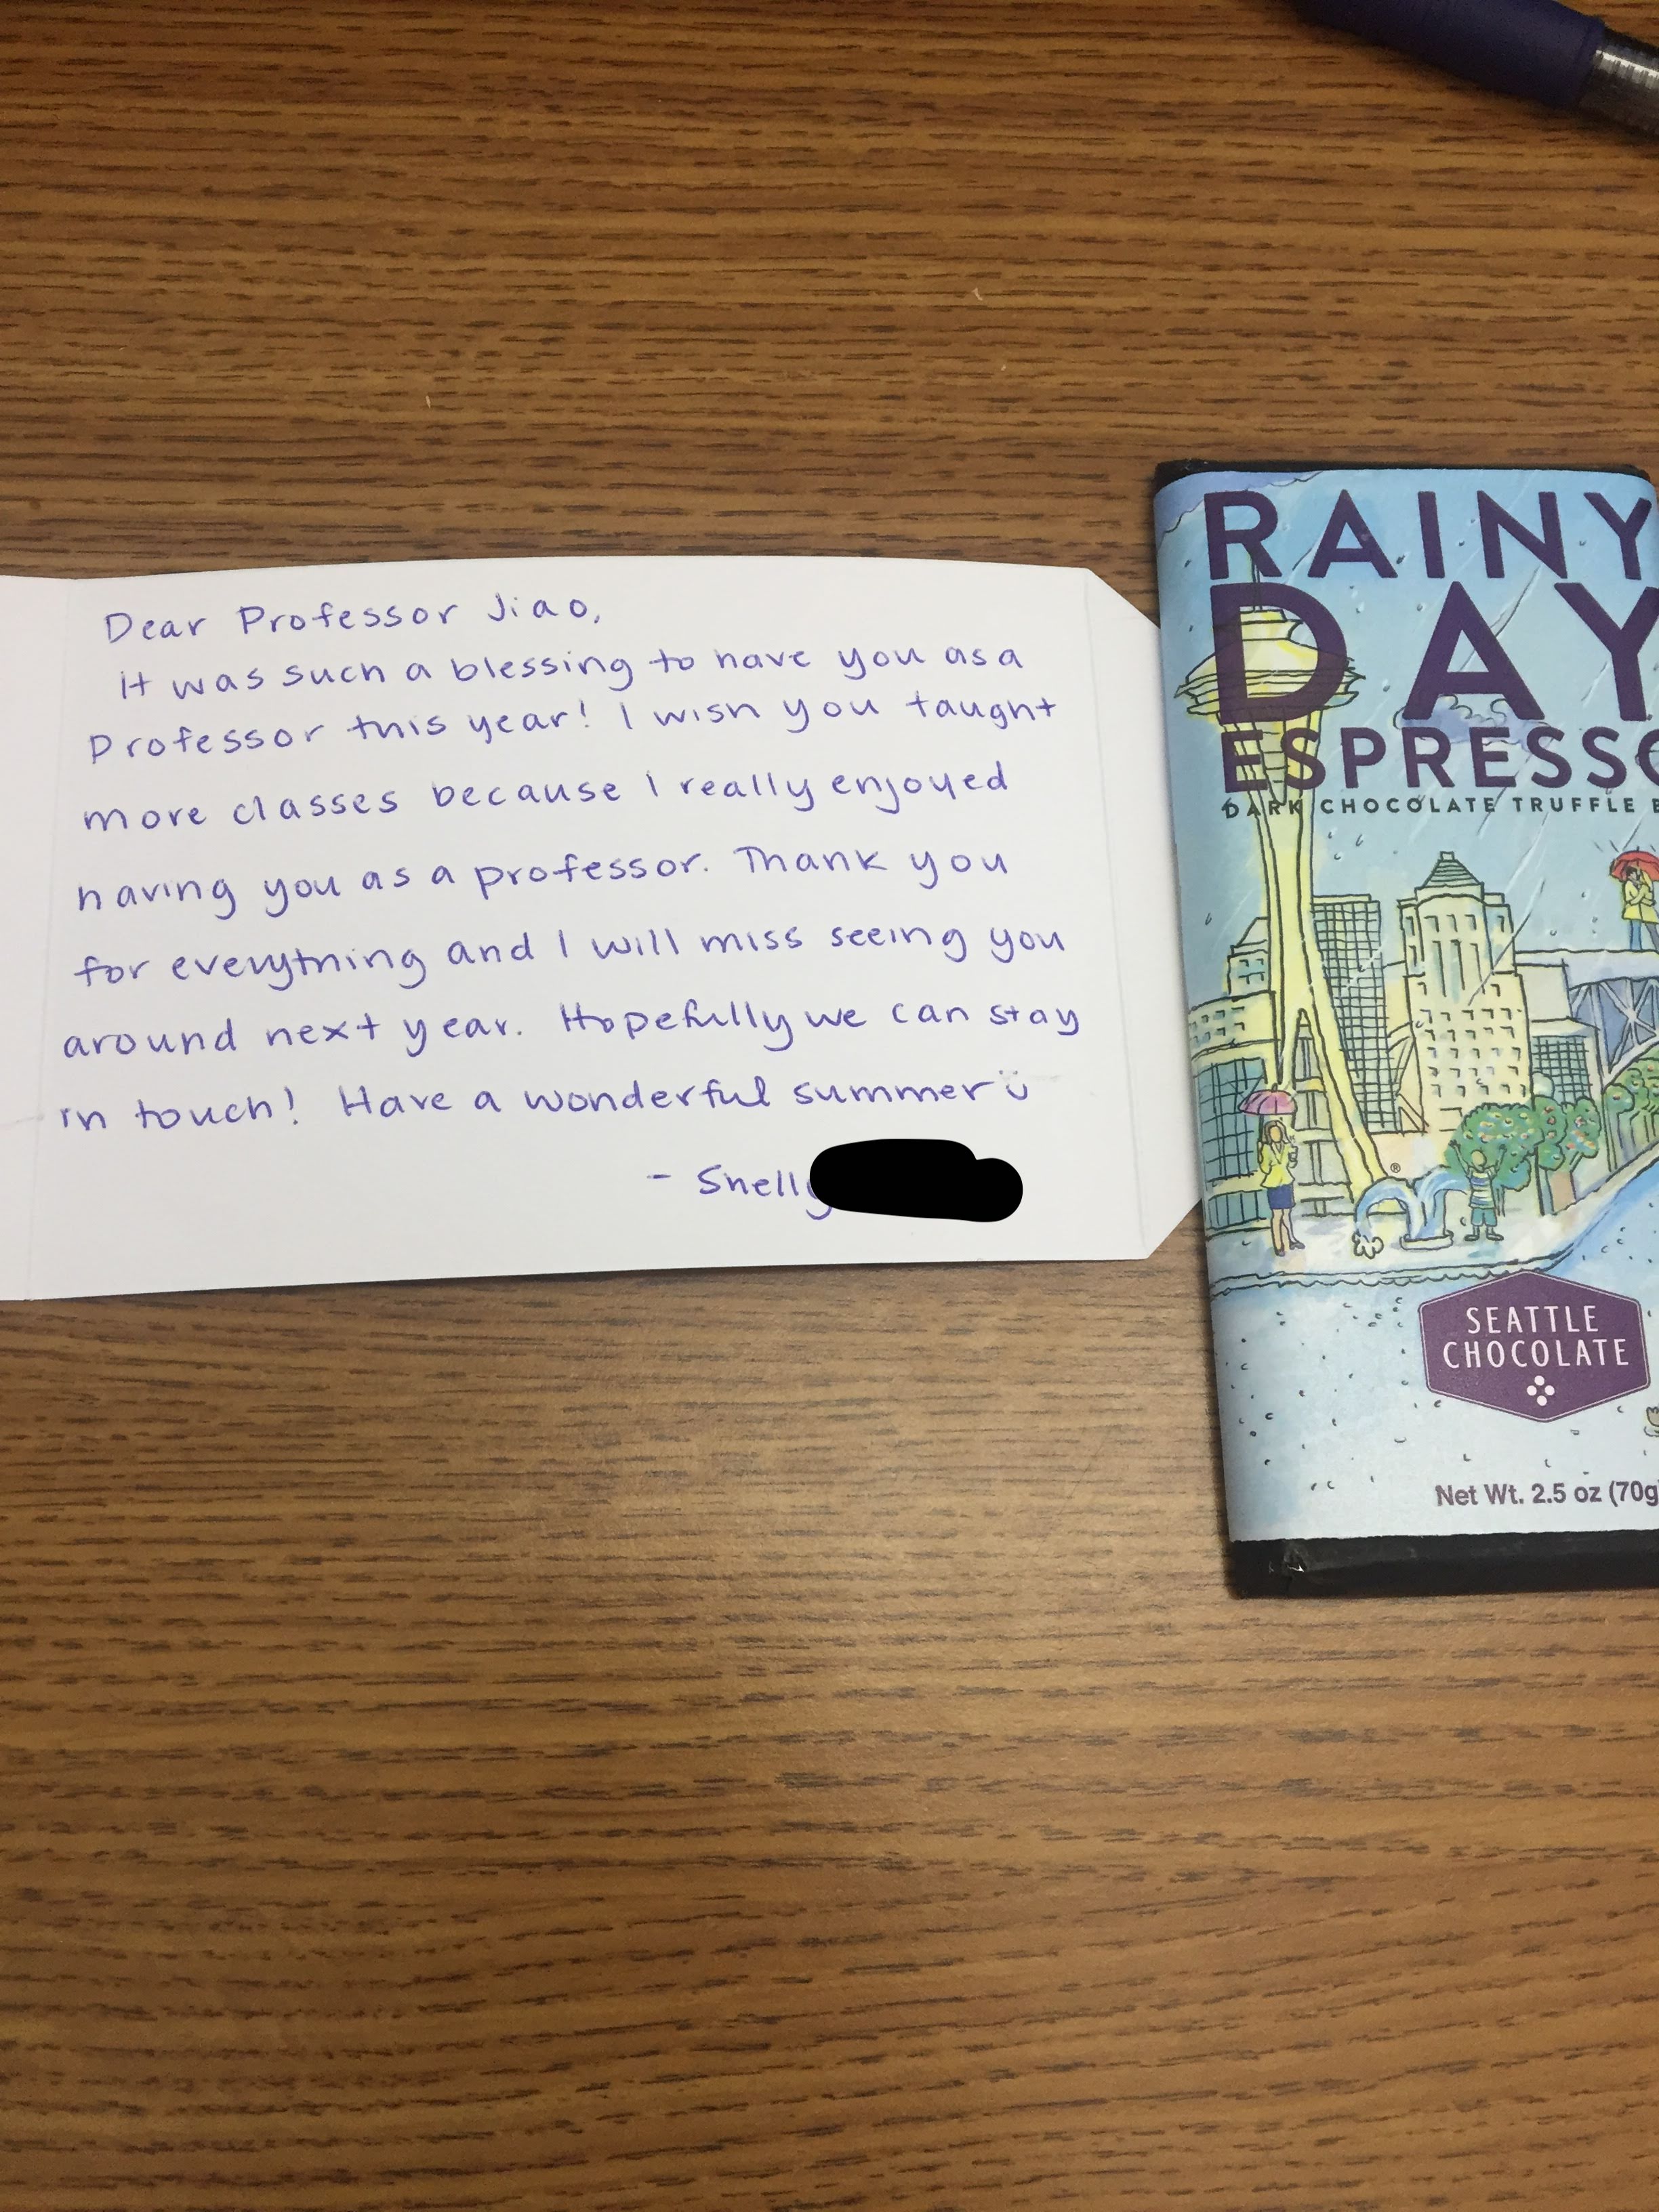 Dear Professor Jiao,
it was such a blessing to have you as a
Professor this year! I wish you taught
more classes because I really enjoyed
having you as a professor. Thank you
for everything and I will miss seeing you
around next year. Hopefully we can stay
in touch! Have a wonderful summer
- Shelly
RAINY
DAY
ESPRESSO
DARK CHOCOLATE TRUFFLE
®
SEATTLE
CHOCOLATE
Net Wt. 2.5 oz (70g